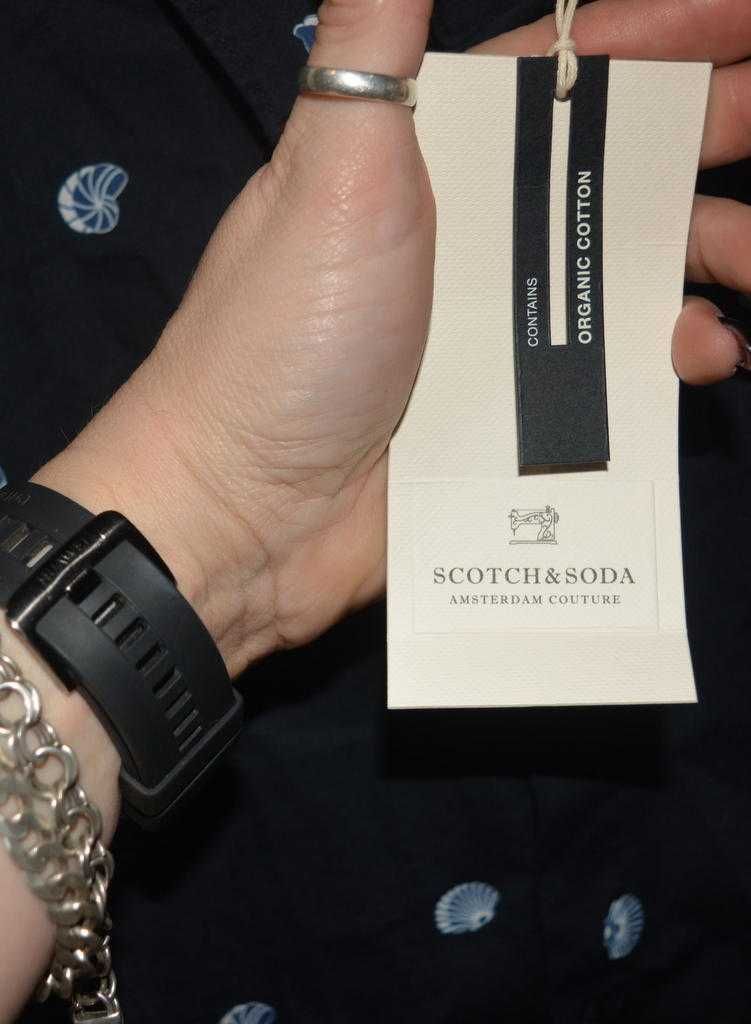 CONTAINS
ORGANIC COTTON
SCOTCH & SODA
AMSTERDAM COUTURE